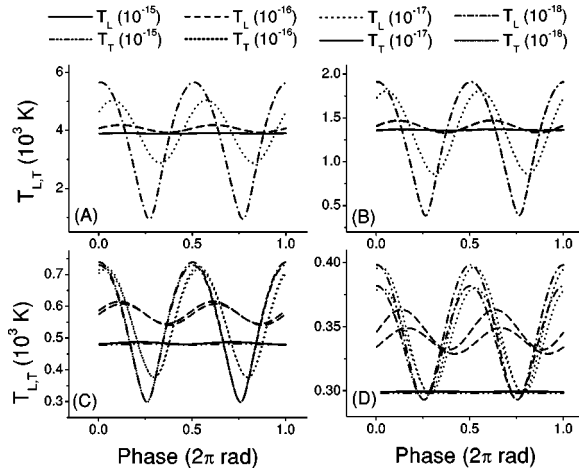 T_L (10^-15) T_L (10^-16) T_L (10^-17) T_L (10^-18)
T_T (10^-15) T_T (10^-16) T_T (10^-17) T_T (10^-18)
T_L,T (10^3 K)
6
5
4
3
2
1
(A)
0.0 0.5 1.0
2.0
1.5
1.0
0.5
(B)
0.0 0.5 1.0
T_L,T (10^3 K)
0.7
0.6
0.5
0.4
0.3
(C)
0.0 0.5 1.0
Phase (2π rad)
0.40
0.35
0.30
(D)
0.0 0.5 1.0
Phase (2π rad)